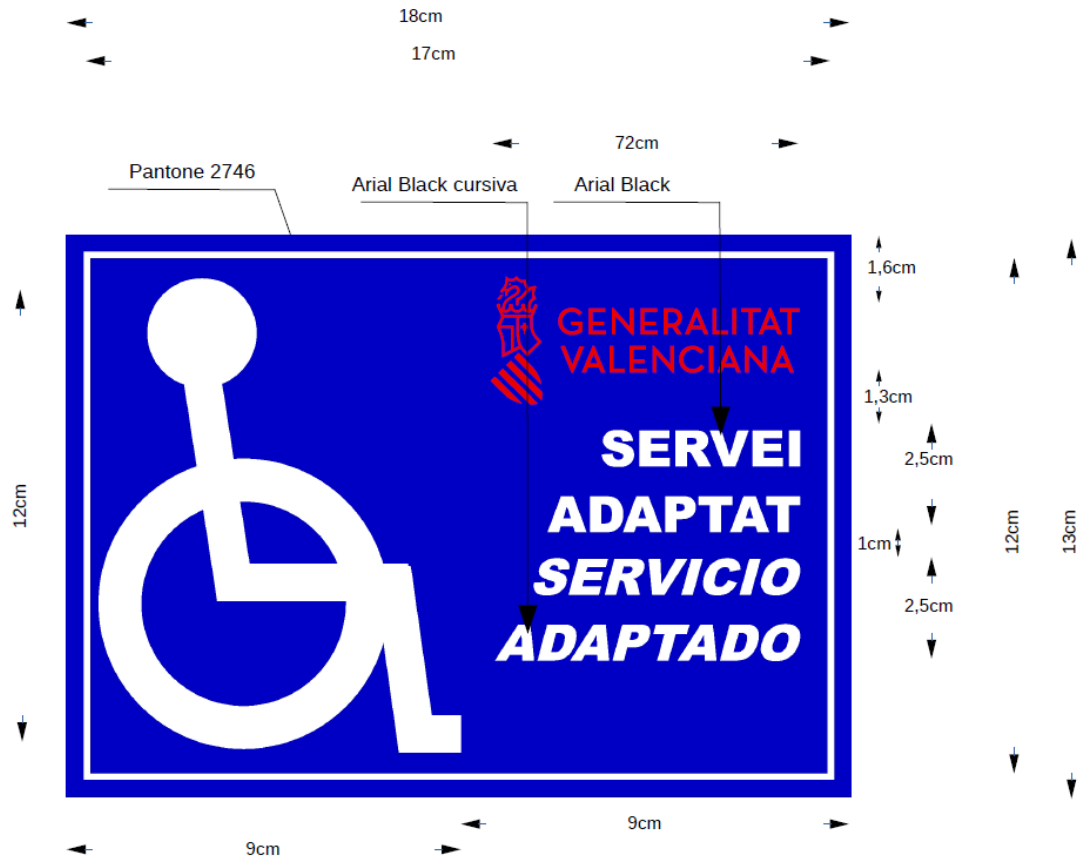 18cm
17cm
72cm
Pantone 2746
Arial Black cursiva
Arial Black
1,6cm
GENERALITAT
VALENCIANA
1,3cm
SERVEI
2,5cm
ADAPTAT
12cm
1cm
12cm
13cm
SERVICIO
2,5cm
ADAPTADO
9cm
9cm